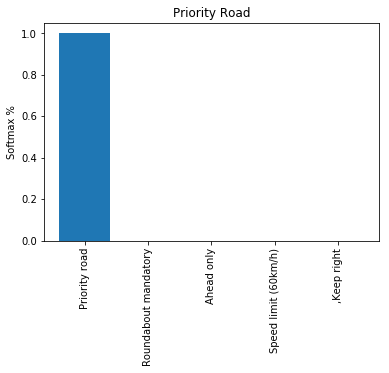 Priority Road
1.0
0.8
0.6
0.4
0.2
0.0
Softmax %
Priority road
Roundabout mandatory
Ahead only
Speed limit (60km/h)
,Keep right